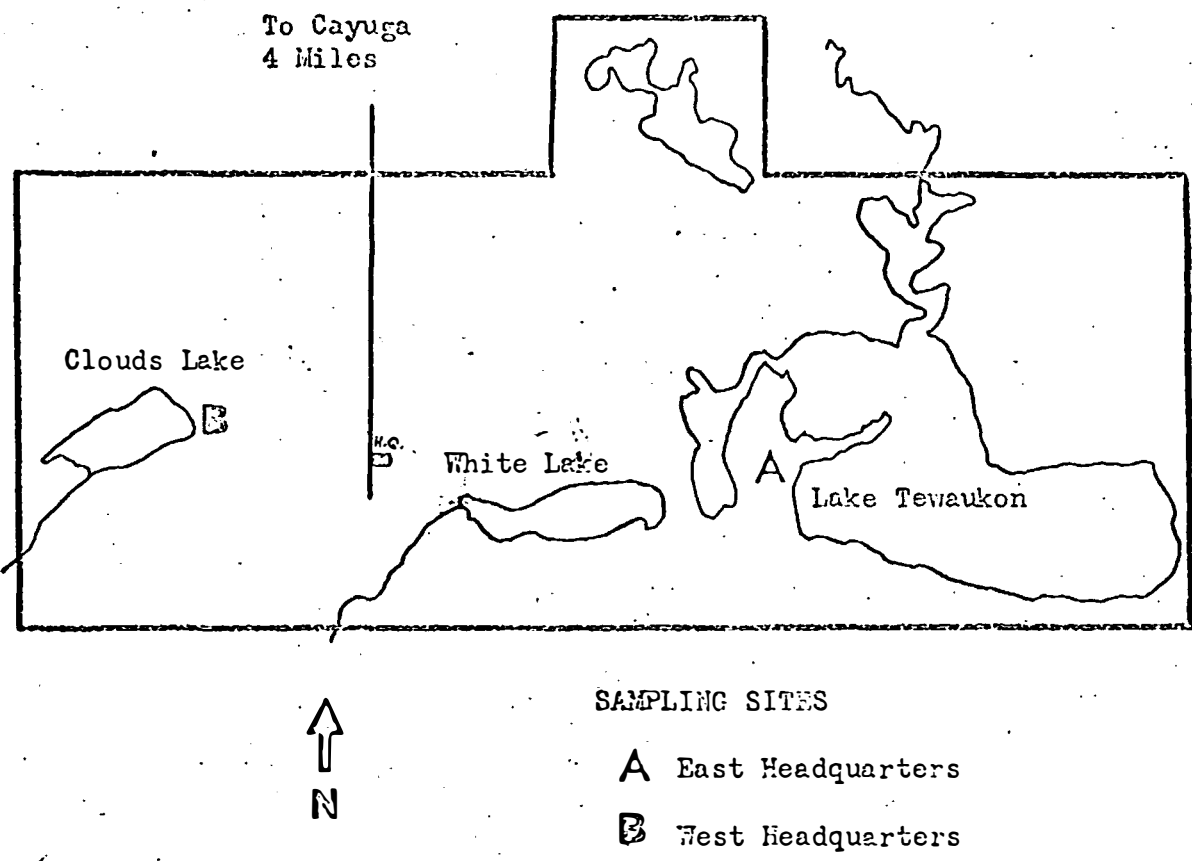 To Cayuga
4 Miles
Clouds Lake
B
H.Q.
White Lake
A
Lake Tewaukon
SAMPLING SITES
A East Headquarters
N
B West Headquarters